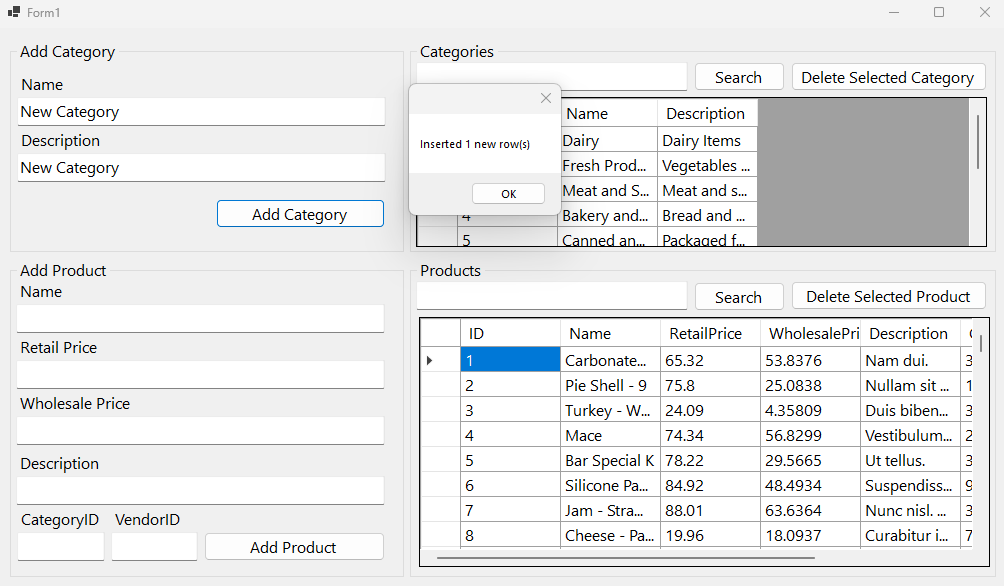 Form1
Add Category
Name
New Category
Description
New Category
Add Category
Categories
Search
Delete Selected Category
Name Description
Dairy Dairy Items
Fresh Prod... Vegetables ...
Meat and S... Meat and s...
4 Bakery and... Bread and ...
5 Canned an... Packaged f...
Inserted 1 new row(s)
OK
Add Product
Name
Retail Price
Wholesale Price
Description
CategoryID VendorID
Add Product
Products
Search
Delete Selected Product
ID Name RetailPrice WholesalePri Description
1 Carbonate... 65.32 53.8376 Nam dui. 3
2 Pie Shell - 9 75.8 25.0838 Nullam sit ... 1
3 Turkey - W... 24.09 4.35809 Duis biben... 3
4 Mace 74.34 56.8299 Vestibulum... 2
5 Bar Special K 78.22 29.5665 Ut tellus. 3
6 Silicone Pa... 84.92 48.4934 Suspendiss... 9
7 Jam - Stra... 88.01 63.6364 Nunc nisl. ... 3
8 Cheese - Pa... 19.96 18.0937 Curabitur i... 7